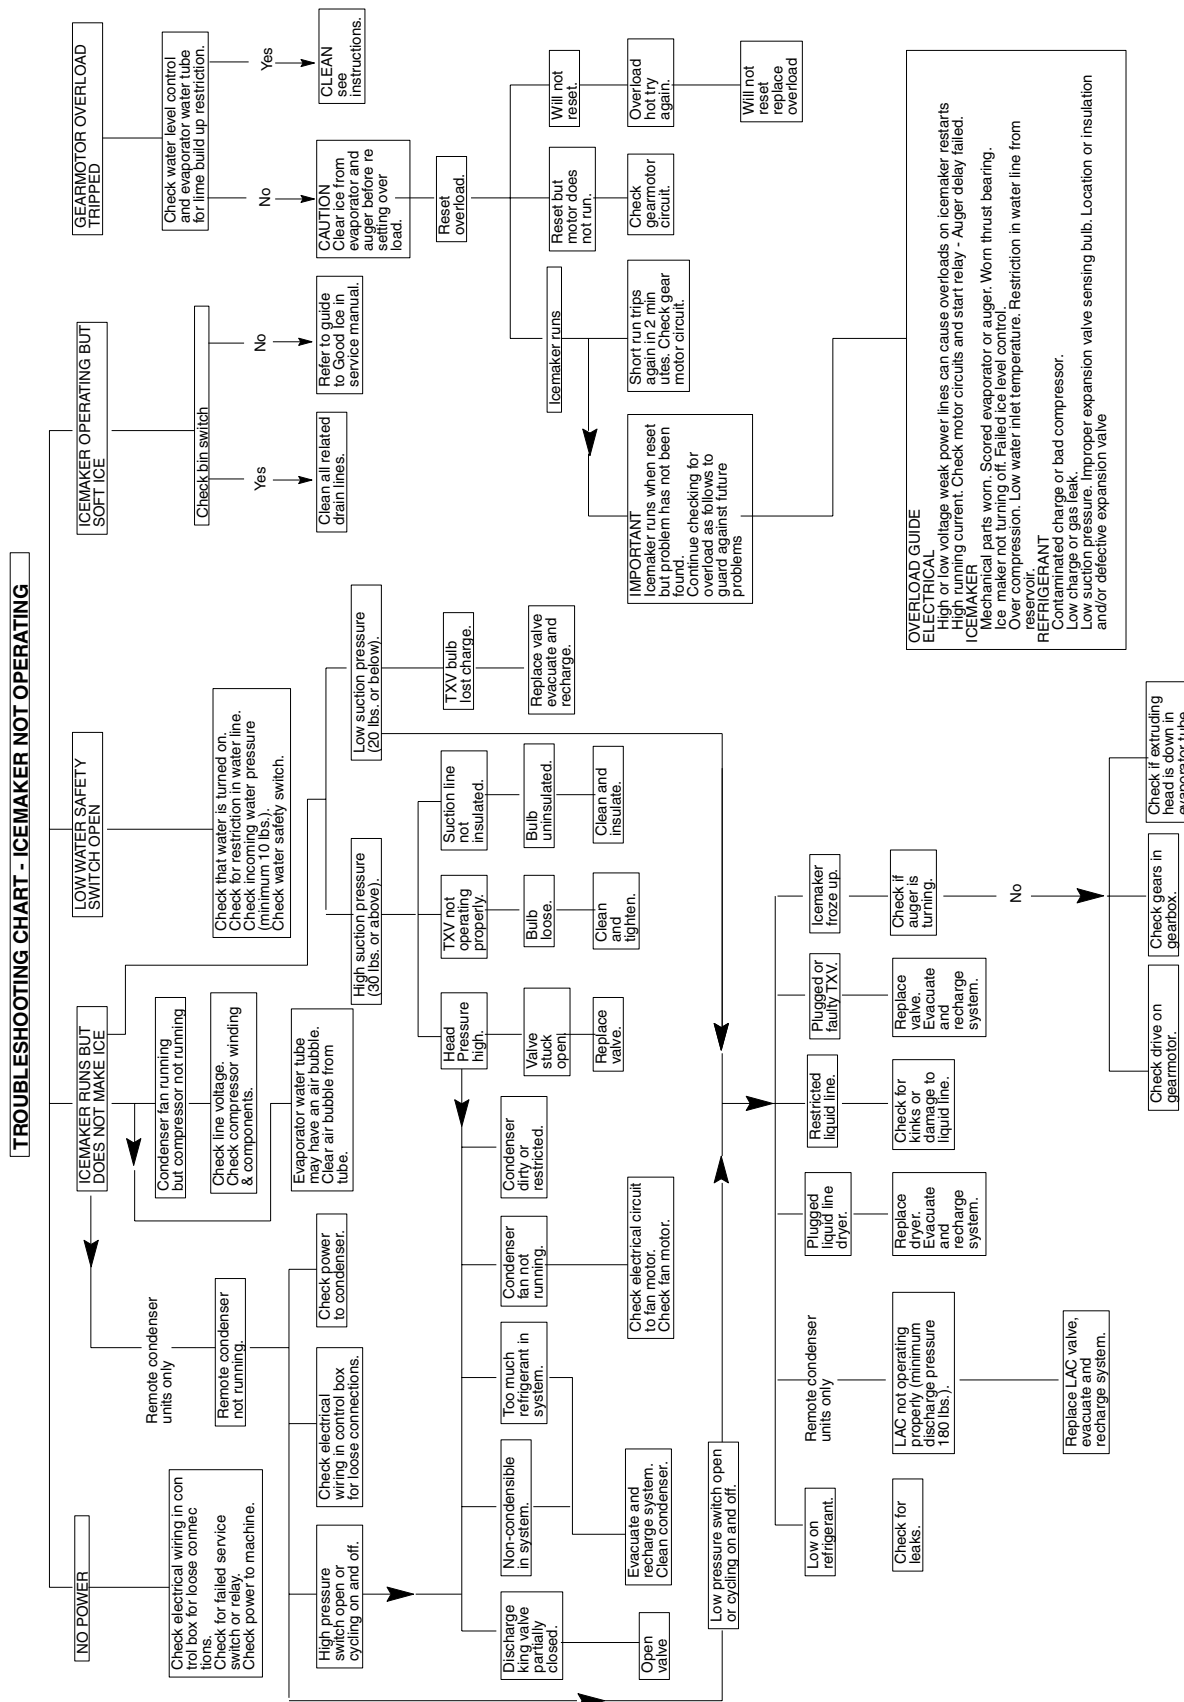 TROUBLESHOOTING CHART - ICEMAKER NOT OPERATING
NO POWER
Check electrical wiring in con
trol box for loose connec
tions.
Check for failed service
switch or relay.
Check power to machine.
ICEMAKER RUNS BUT
DOES NOT MAKE ICE
Remote condenser
units only
Remote condenser
not running.
Condenser fan running
but compressor not running
Check line voltage.
Check compressor winding
& components.
Evaporator water tube
may have an air bubble.
Clear air bubble from
tube.
High pressure
switch open or
cycling on and off.
Check electrical
wiring in control box
for loose connections.
Check power
to condenser.
LOW WATER SAFETY
SWITCH OPEN
Check that water is turned on.
Check for restriction in water line.
Check incoming water pressure
(minimum 10 lbs.).
Check water safety switch.
High suction pressure
(30 lbs. or above).
Low suction pressure
(20 lbs. or below).
Head
Pressure
high.
TXV not
operating
properly.
Suction line
not
insulated.
TXV bulb
lost charge.
Valve
stuck
open.
Bulb
loose.
Bulb
uninsulated.
Replace valve
evacuate and
recharge.
Replace
valve.
Clean
and
tighten.
Clean and
insulate.
Discharge
king valve
partially
closed.
Non-condensible
in system.
Too much
refrigerant in
system.
Condenser
fan not
running.
Condenser
dirty or
restricted.
Open
valve
Evacuate and
recharge system.
Clean condenser.
Check electrical circuit
to fan motor.
Check fan motor.
Low pressure switch open
or cycling on and off.
Low on
refrigerant.
Remote condenser
units only
Plugged
liquid line
dryer.
Restricted
liquid line.
Plugged or
faulty TXV.
Icemaker
froze up.
Check for
leaks.
LAC not operating
properly (minimum
discharge pressure
180 lbs.).
Replace
dryer.
Evacuate
and
recharge
system.
Check for
kinks or
damage to
liquid line.
Replace
valve.
Evacuate
and
recharge
system.
Check if
auger is
turning.
No
Replace LAC valve,
evacuate and
recharge system.
Check drive on
gearmotor.
Check gears in
gearbox.
Check if extruding
head is down in
evaporator tube
ICEMAKER OPERATING BUT
SOFT ICE
Check bin switch
Yes
No
Clean all related
drain lines.
Refer to guide
to Good Ice in
service manual.
GEARMOTOR OVERLOAD
TRIPPED
Check water level control
and evaporator water tube
for lime build up restriction.
No
Yes
CAUTION
Clear ice from
evaporator and
auger before re
setting over
load.
CLEAN
see
instructions.
Reset
overload.
Icemaker runs
Reset but
motor does
not run.
Will not
reset.
Short run trips
again in 2 min
utes. Check gear
motor circuit.
Check
gearmotor
circuit.
Overload
hot try
again.
Will not
reset replace
overload
IMPORTANT
Icemaker runs when reset
but problem has not been
found.
Continue checking for
overload as follows to
guard against future
problems
OVERLOAD GUIDE
ELECTRICAL
High or low voltage weak power lines can cause overloads on icemaker restarts
High running current. Check motor circuits and start relay - Auger delay failed.
ICEMAKER
Mechanical parts worn. Scored evaporator or auger. Worn thrust bearing.
Ice maker not turning off. Failed ice level control.
Over compression. Low water inlet temperature. Restriction in water line from
reservoir.
REFRIGERANT
Contaminated charge or bad compressor.
Low charge or gas leak.
Low suction pressure. Improper expansion valve sensing bulb. Location or insulation
and/or defective expansion valve